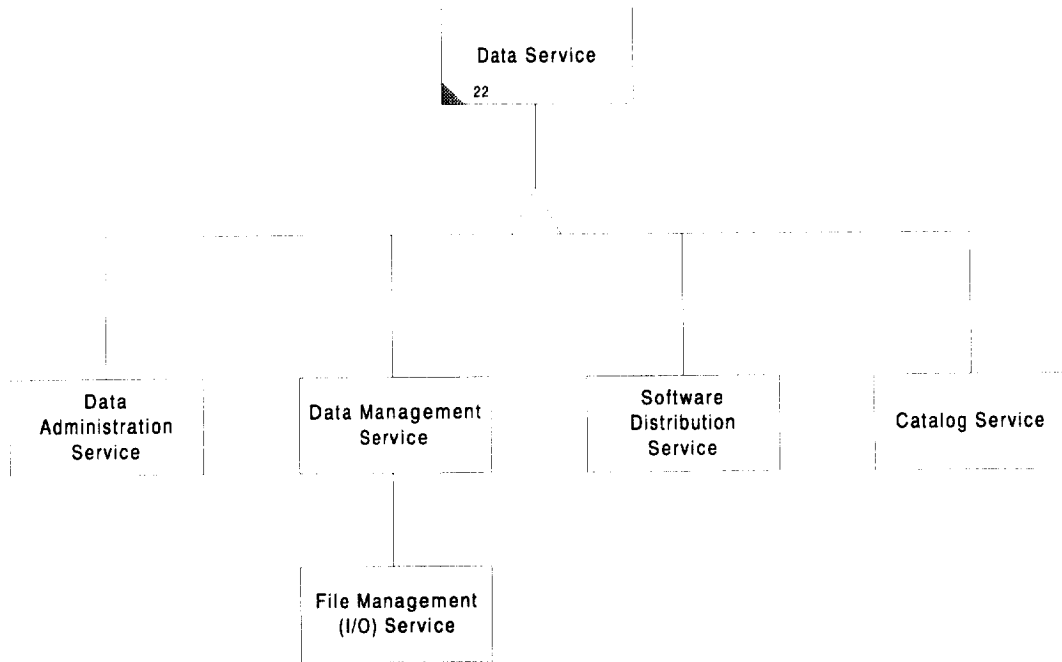 Data Service
22
Data
Administration
Service
Data Management
Service
Software
Distribution
Service
Catalog Service
File Management
(I/O) Service